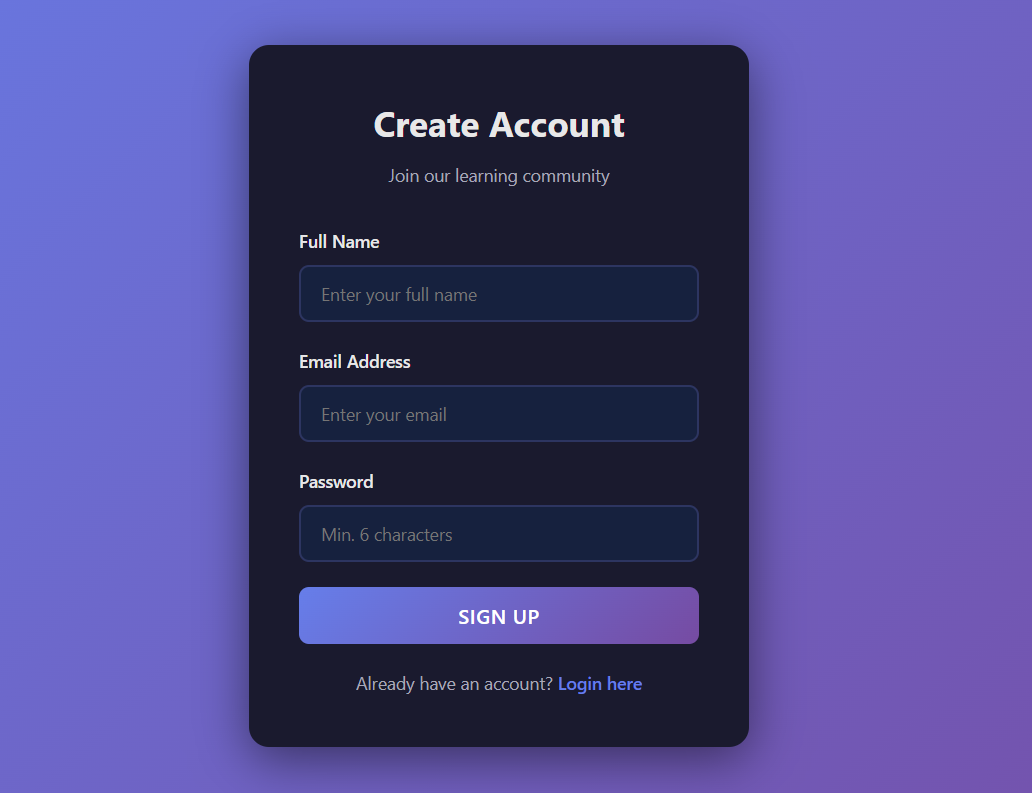 Create Account
Join our learning community
Full Name
Enter your full name
Email Address
Enter your email
Password
Min. 6 characters
SIGN UP
Already have an account? Login here